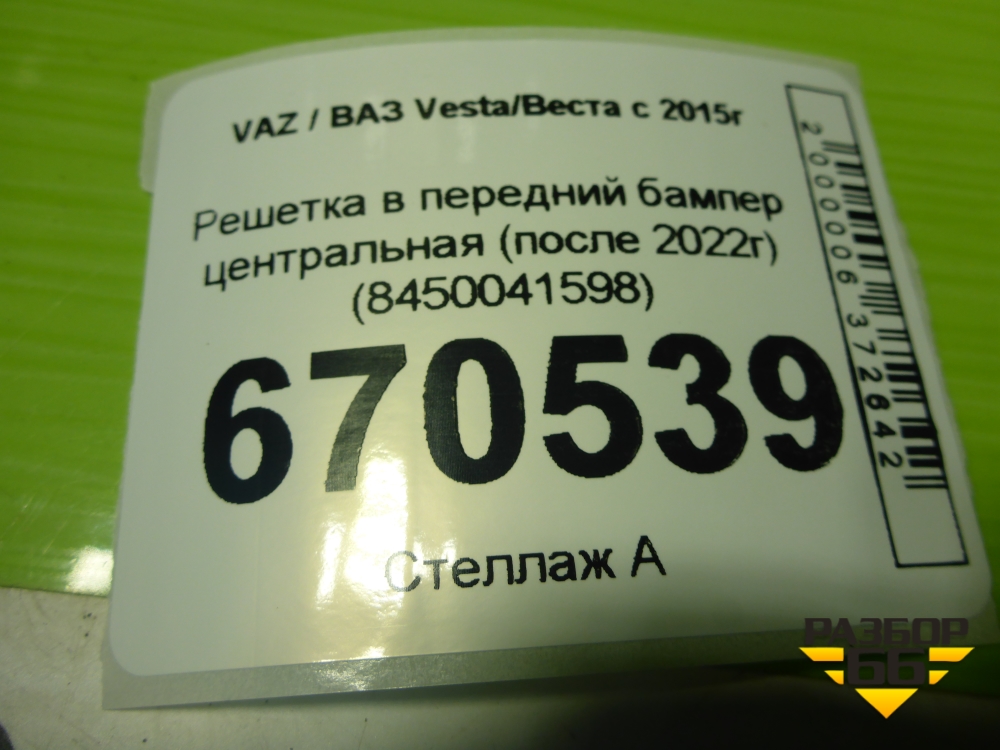 VAZ / ВАЗ Vesta/Веста с 2015г
Решетка в передний бампер
центральная (после 2022г)
(8450041598)
670539
Стеллаж А
2000006372642
РАЗБОР
66